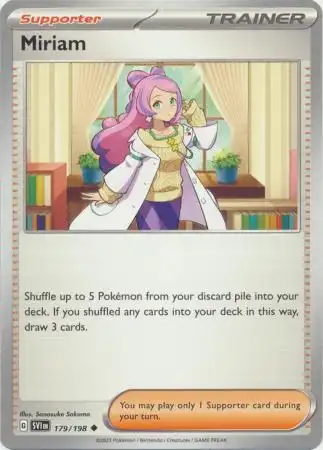 Supporter
TRAINER
Miriam
Shuffle up to 5 Pokémon from your discard pile into your
deck. If you shuffled any cards into your deck in this way,
draw 3 cards.
Illus. Sanosuke Sakuma
G SVI EN 179/198
You may play only 1 Supporter card during
your turn.
©2023 Pokémon / Nintendo / Creatures / GAME FREAK